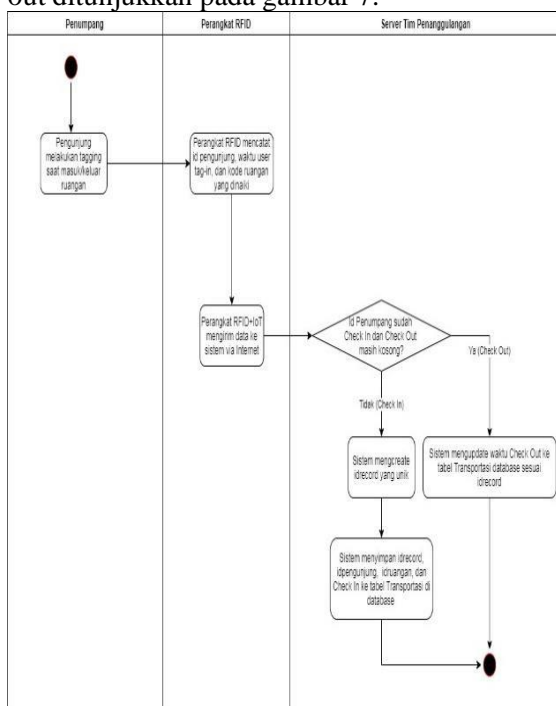 out ditunjukkan pada gambar 7.
Penumpang
Perangkat RFID
Server Tim Penanggulangan
Pengunjung
melakukan tagging
saat masuk/keluar
ruangan
Perangkat RFID mencatat
id pengunjung, waktu user
tag-in, dan kode ruangan
yang dinaiki
Perangkat RFID+IoT
mengirim data ke
sistem via Internet
Id Penumpang sudah
Check In dan Check Out
masih kosong?
Ya (Check Out)
Tidak (Check In)
Sistem mengcreate
idrecord yang unik
Sistem mengupdate waktu Check Out ke
tabel Transportasi database sesuai
idrecord
Sistem menyimpan idrecord,
idpengunjung, idruangan, dan
Check In ke tabel Transportasi di
database